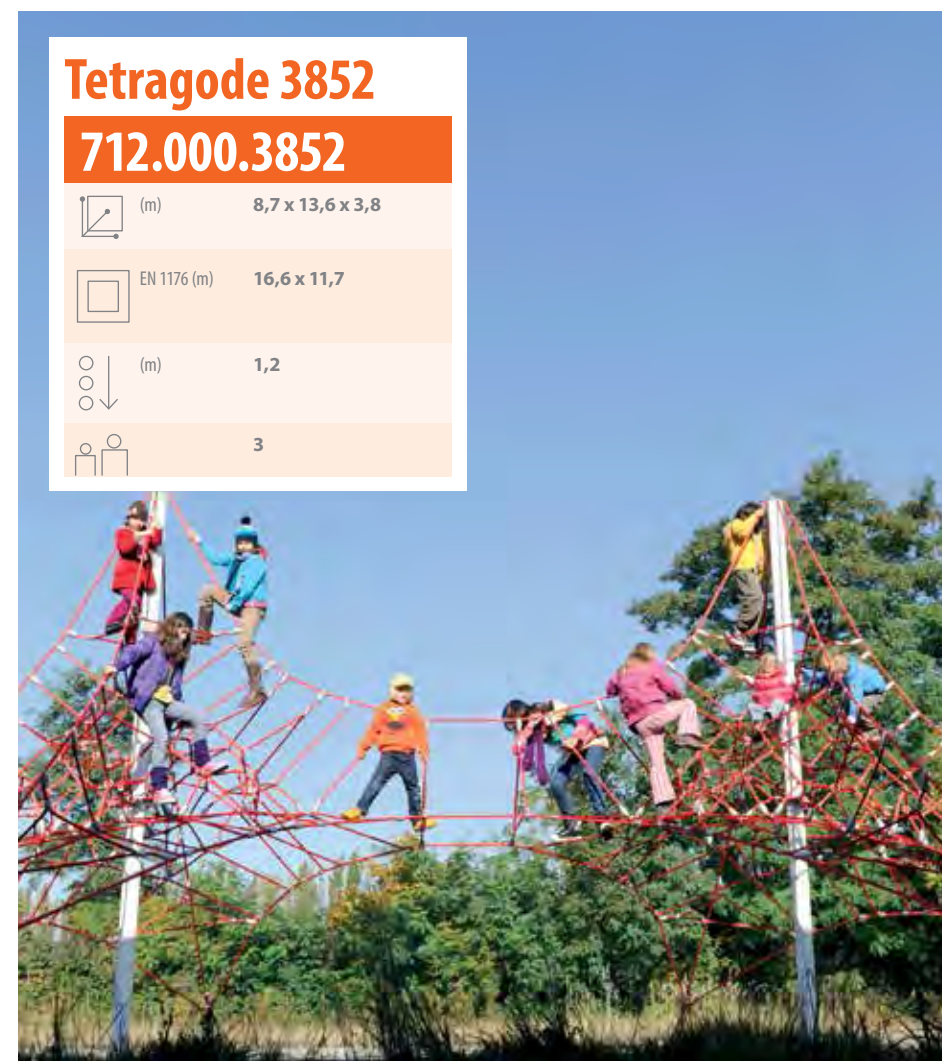 Tetragode 3852
712.000.3852
(m) 8,7 x 13,6 x 3,8
EN 1176 (m) 16,6 x 11,7
(m) 1,2
3